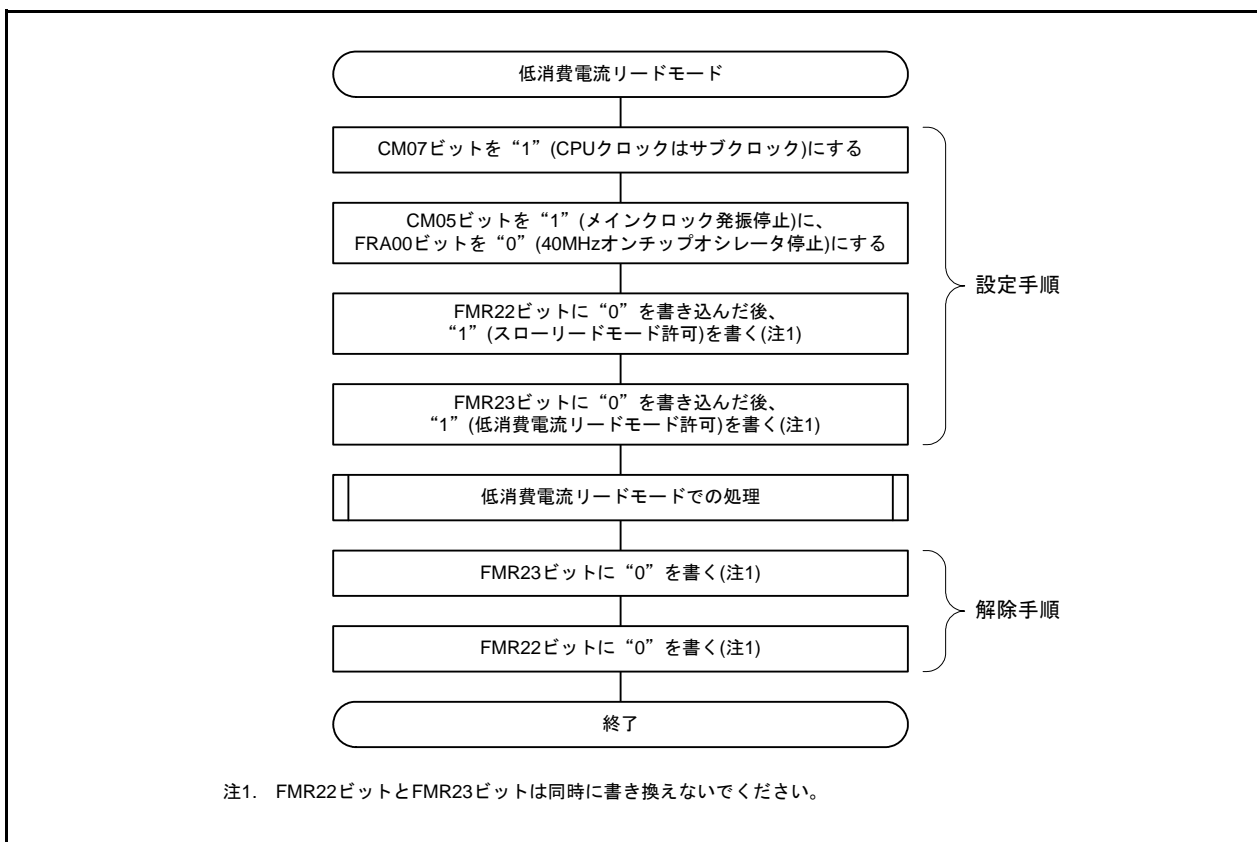 低消費電流リードモード
CM07ビットを“1”(CPUクロックはサブクロック)にする
CM05ビットを“1”(メインクロック発振停止)に、
FRA00ビットを“0”(40MHzオンチップオシレータ停止)にする
FMR22ビットに“0”を書き込んだ後、
“1”(スローリードモード許可)を書く(注1)
FMR23ビットに“0”を書き込んだ後、
“1”(低消費電流リードモード許可)を書く(注1)
設定手順
低消費電流リードモードでの処理
FMR23ビットに“0”を書く(注1)
FMR22ビットに“0”を書く(注1)
解除手順
終了
注1. FMR22ビットとFMR23ビットは同時に書き換えないでください。